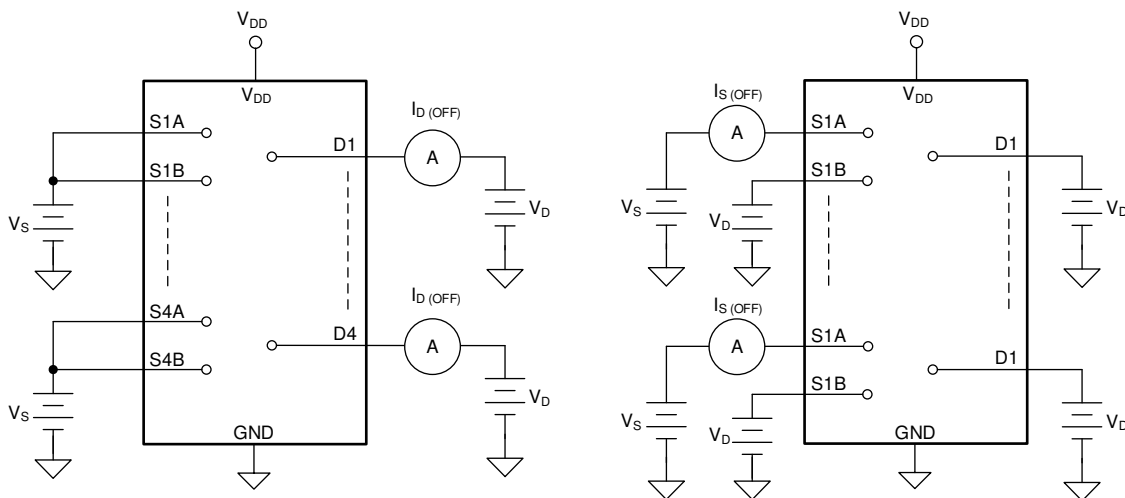 VDD
VDD
S1A
S1B
VS
D1
ID (OFF)
A
VD
S4A
S4B
VS
D4
ID (OFF)
A
VD
GND
VDD
VDD
IS (OFF)
A
S1A
S1B
VS
VD
D1
VD
IS (OFF)
A
S1A
S1B
VS
VD
D1
VD
GND